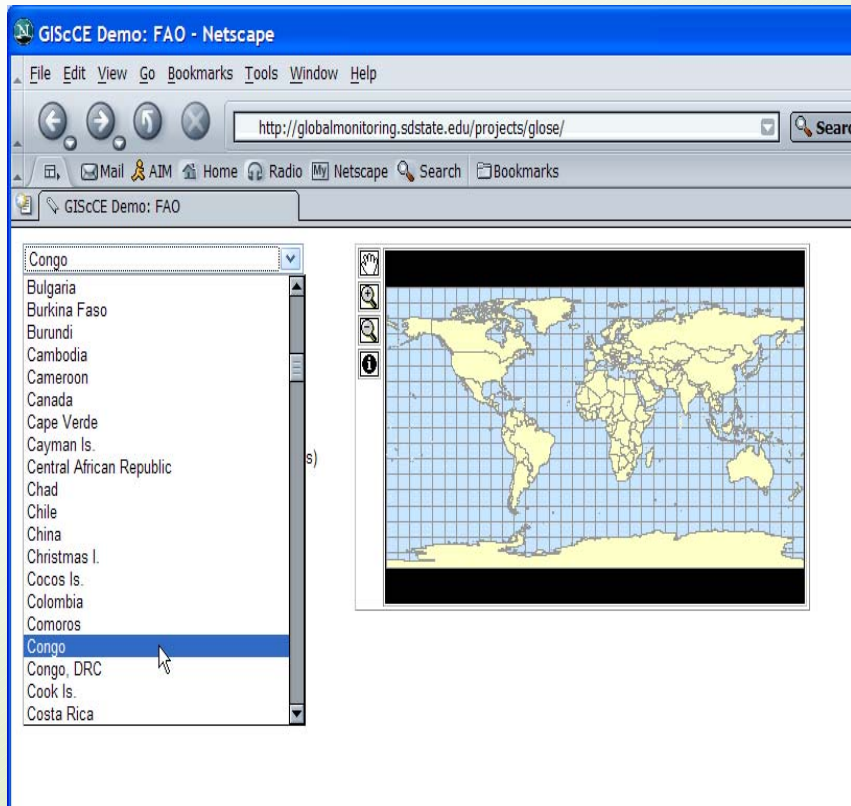 GIScCE Demo: FAO - Netscape
File Edit View Go Bookmarks Tools Window Help
http://globalmonitoring.sdstate.edu/projects/glose/
Mail AIM Home Radio My Netscape Search Bookmarks
GIScCE Demo: FAO
Congo
Bulgaria
Burkina Faso
Burundi
Cambodia
Cameroon
Canada
Cape Verde
Cayman Is.
Central African Republic
s)
Chad
Chile
China
Christmas I.
Cocos Is.
Colombia
Comoros
Congo
Congo, DRC
Cook Is.
Costa Rica